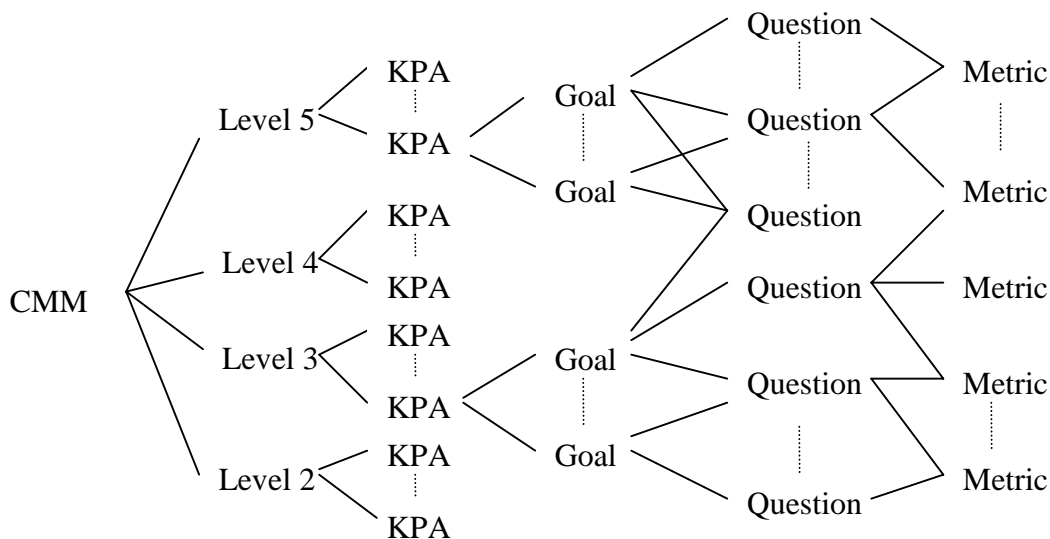 Question
KPA
Metric
Goal
Level 5
Question
KPA
Goal
Metric
KPA
Question
Level 4
KPA
Question
Metric
CMM
KPA
Level 3
Goal
KPA
Question
Metric
KPA
Goal
Level 2
Metric
Question
KPA